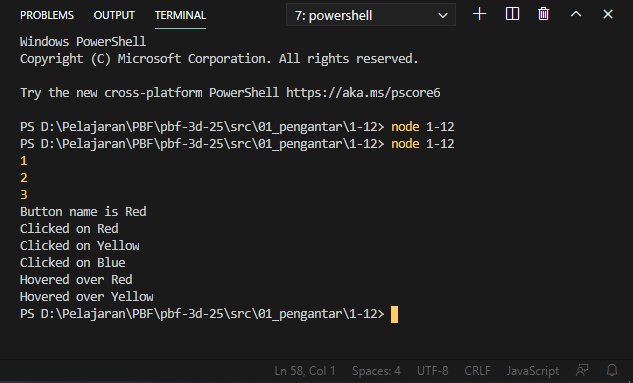 PROBLEMS OUTPUT TERMINAL 7: powershell
Windows PowerShell
Copyright (C) Microsoft Corporation. All rights reserved.
Try the new cross-platform PowerShell https://aka.ms/pscore6
PS D:\Pelajaran\PBF\pbf-3d-25\src\01_pengantar\1-12> node 1-12
PS D:\Pelajaran\PBF\pbf-3d-25\src\01_pengantar\1-12> node 1-12
1
2
3
Button name is Red
Clicked on Red
Clicked on Yellow
Clicked on Blue
Hovered over Red
Hovered over Yellow
PS D:\Pelajaran\PBF\pbf-3d-25\src\01_pengantar\1-12>
Ln 58, Col 1 Spaces: 4 UTF-8 CRLF JavaScript